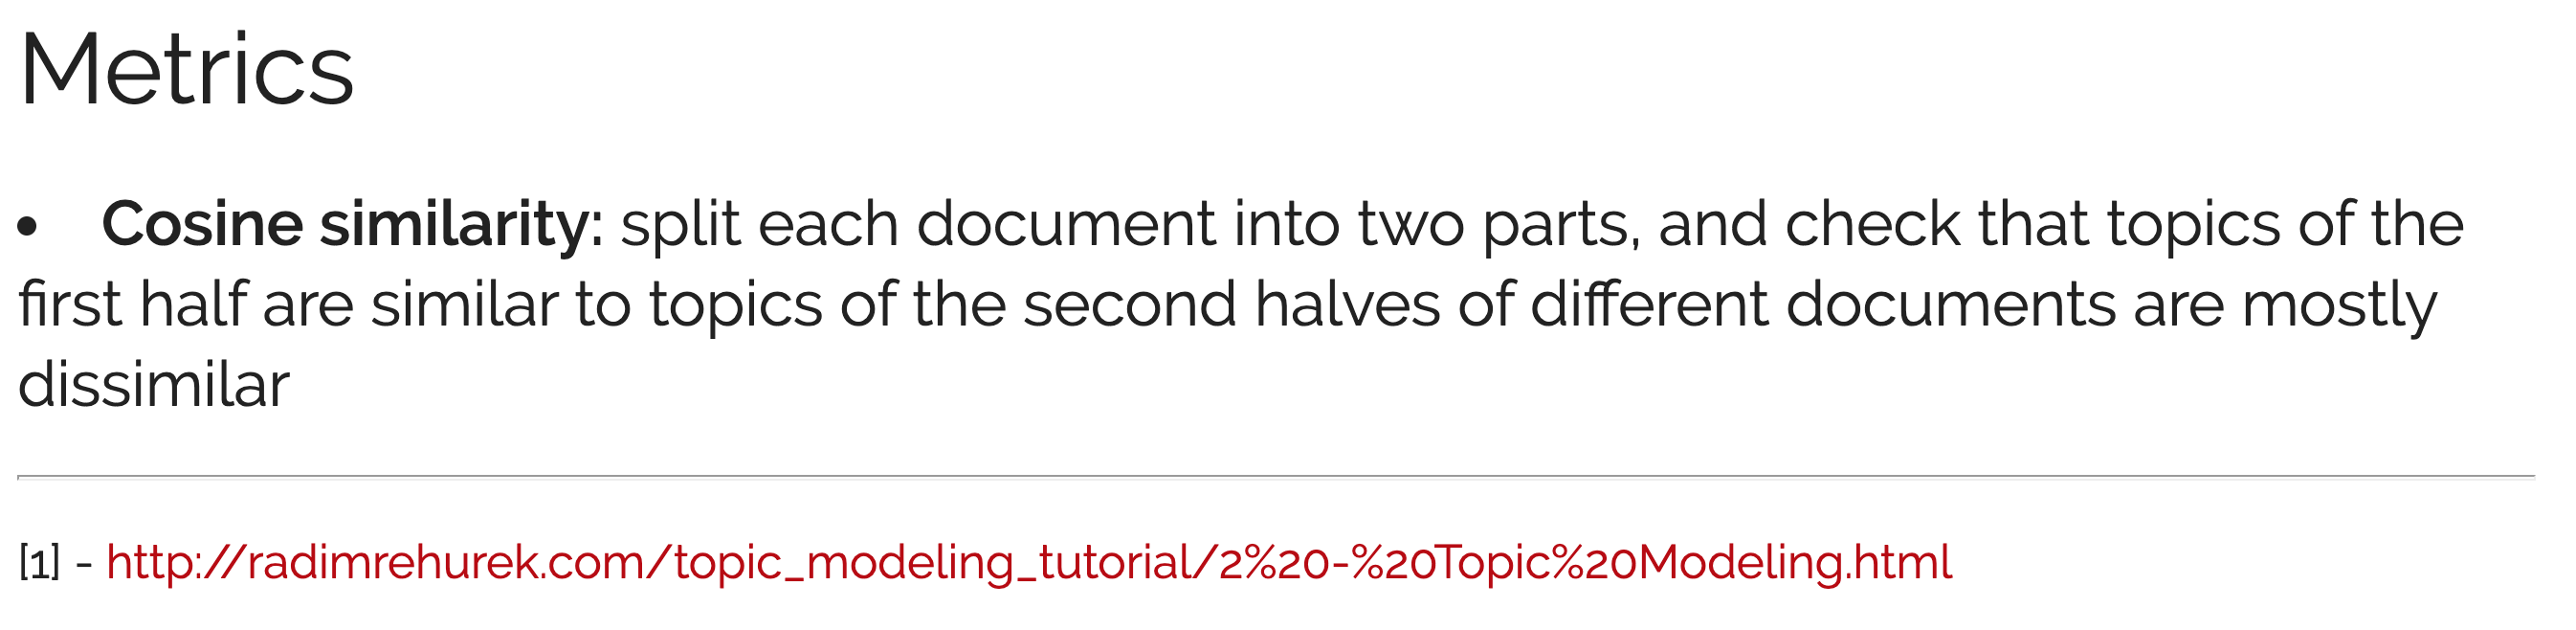 Metrics
• Cosine similarity: split each document into two parts, and check that topics of the
first half are similar to topics of the second halves of different documents are mostly
dissimilar
[1] - http://radimrehurek.com/topic_modeling_tutorial/2%20-%20Topic%20Modeling.html